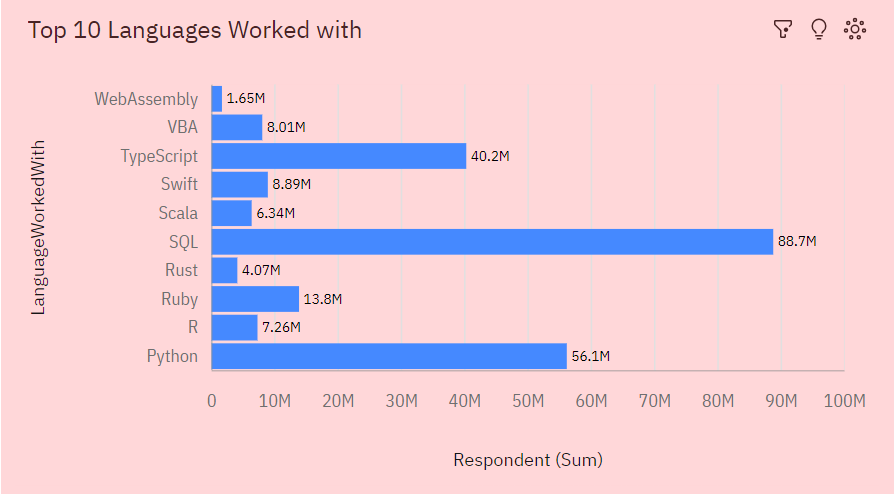 Top 10 Languages Worked with
LanguageWorkedWith
WebAssembly 1.65M
VBA 8.01M
TypeScript 40.2M
Swift 8.89M
Scala 6.34M
SQL 88.7M
Rust 4.07M
Ruby 13.8M
R 7.26M
Python 56.1M
0 10M 20M 30M 40M 50M 60M 70M 80M 90M 100M
Respondent (Sum)